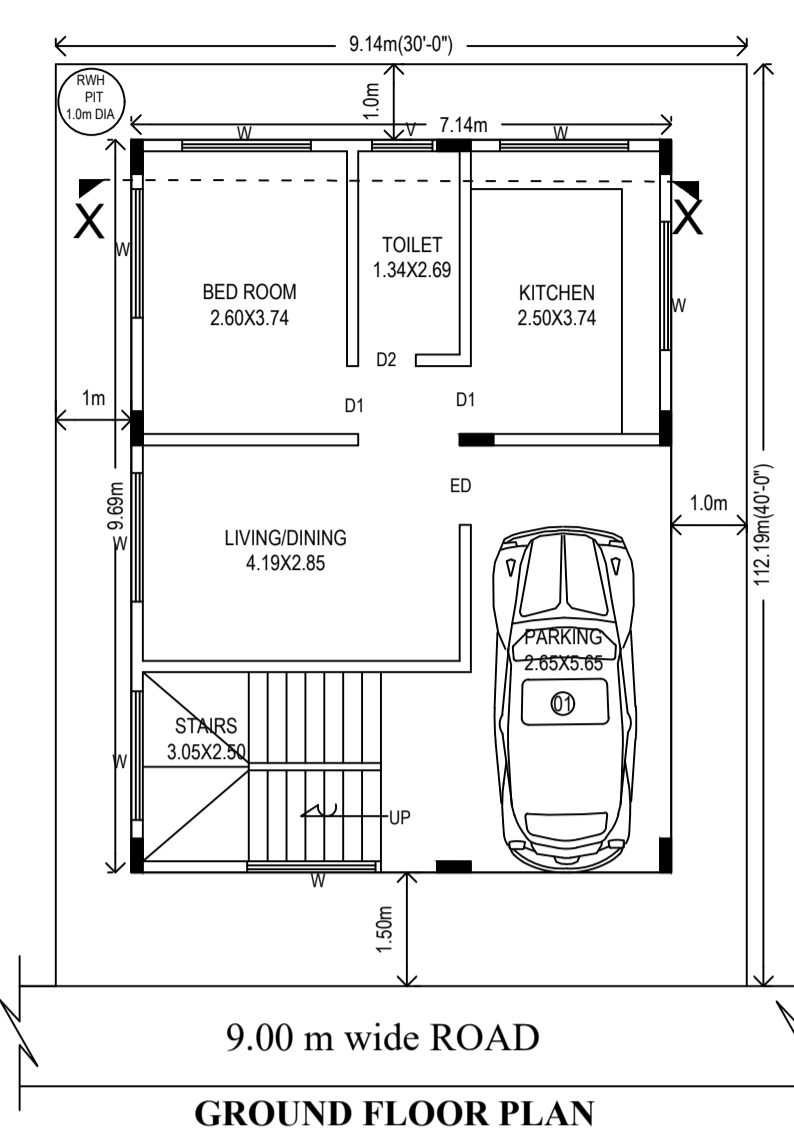 9.14m(30'-0")
RWH
PIT
1.0m DIA
1.0m
7.14m
W
V
W
X
X
W
TOILET
1.34X2.69
BED ROOM
2.60X3.74
KITCHEN
2.50X3.74
W
D2
1m
D1
D1
9.69m
ED
112.19m(40'-0")
1.0m
W
LIVING/DINING
4.19X2.85
PARKING
2.65X5.65
01
STAIRS
3.05X2.50
W
UP
W
1.50m
9.00 m wide ROAD
GROUND FLOOR PLAN